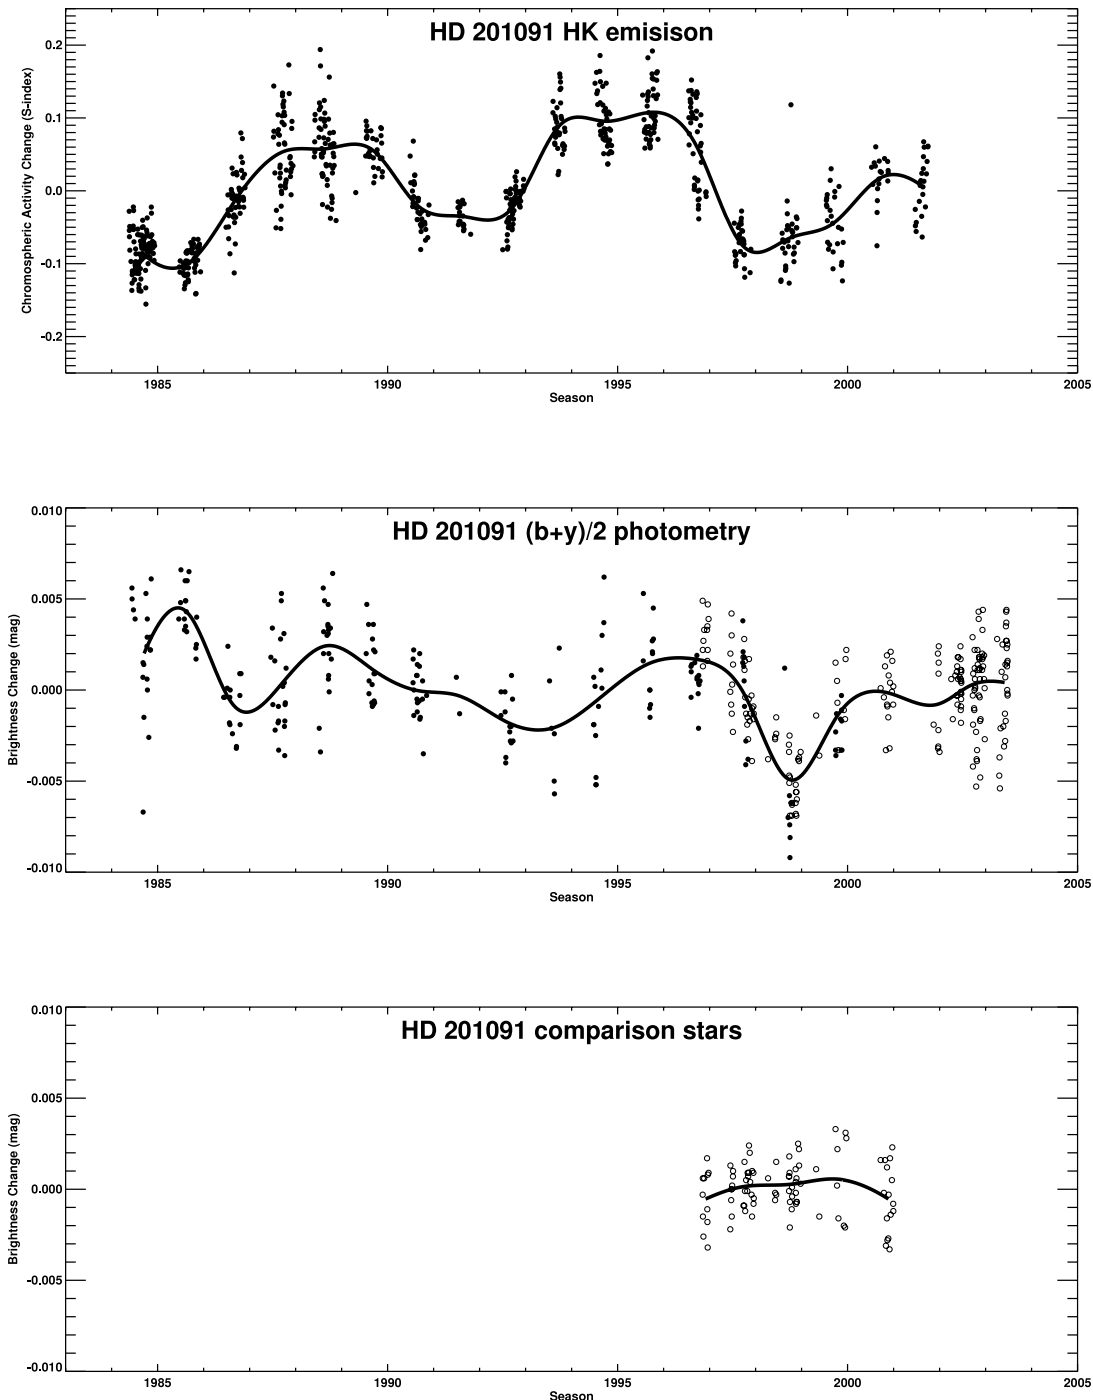 HD 201091 HK emisison
Chromospheric Activity Change (S-index)
0.2
0.1
0.0
-0.1
-0.2
1985 1990 1995 2000 2005
Season
HD 201091 (b+y)/2 photometry
Brightness Change (mag)
0.010
0.005
0.000
-0.005
-0.010
1985 1990 1995 2000 2005
Season
HD 201091 comparison stars
Brightness Change (mag)
0.010
0.005
0.000
-0.005
-0.010
1985 1990 1995 2000 2005
Season